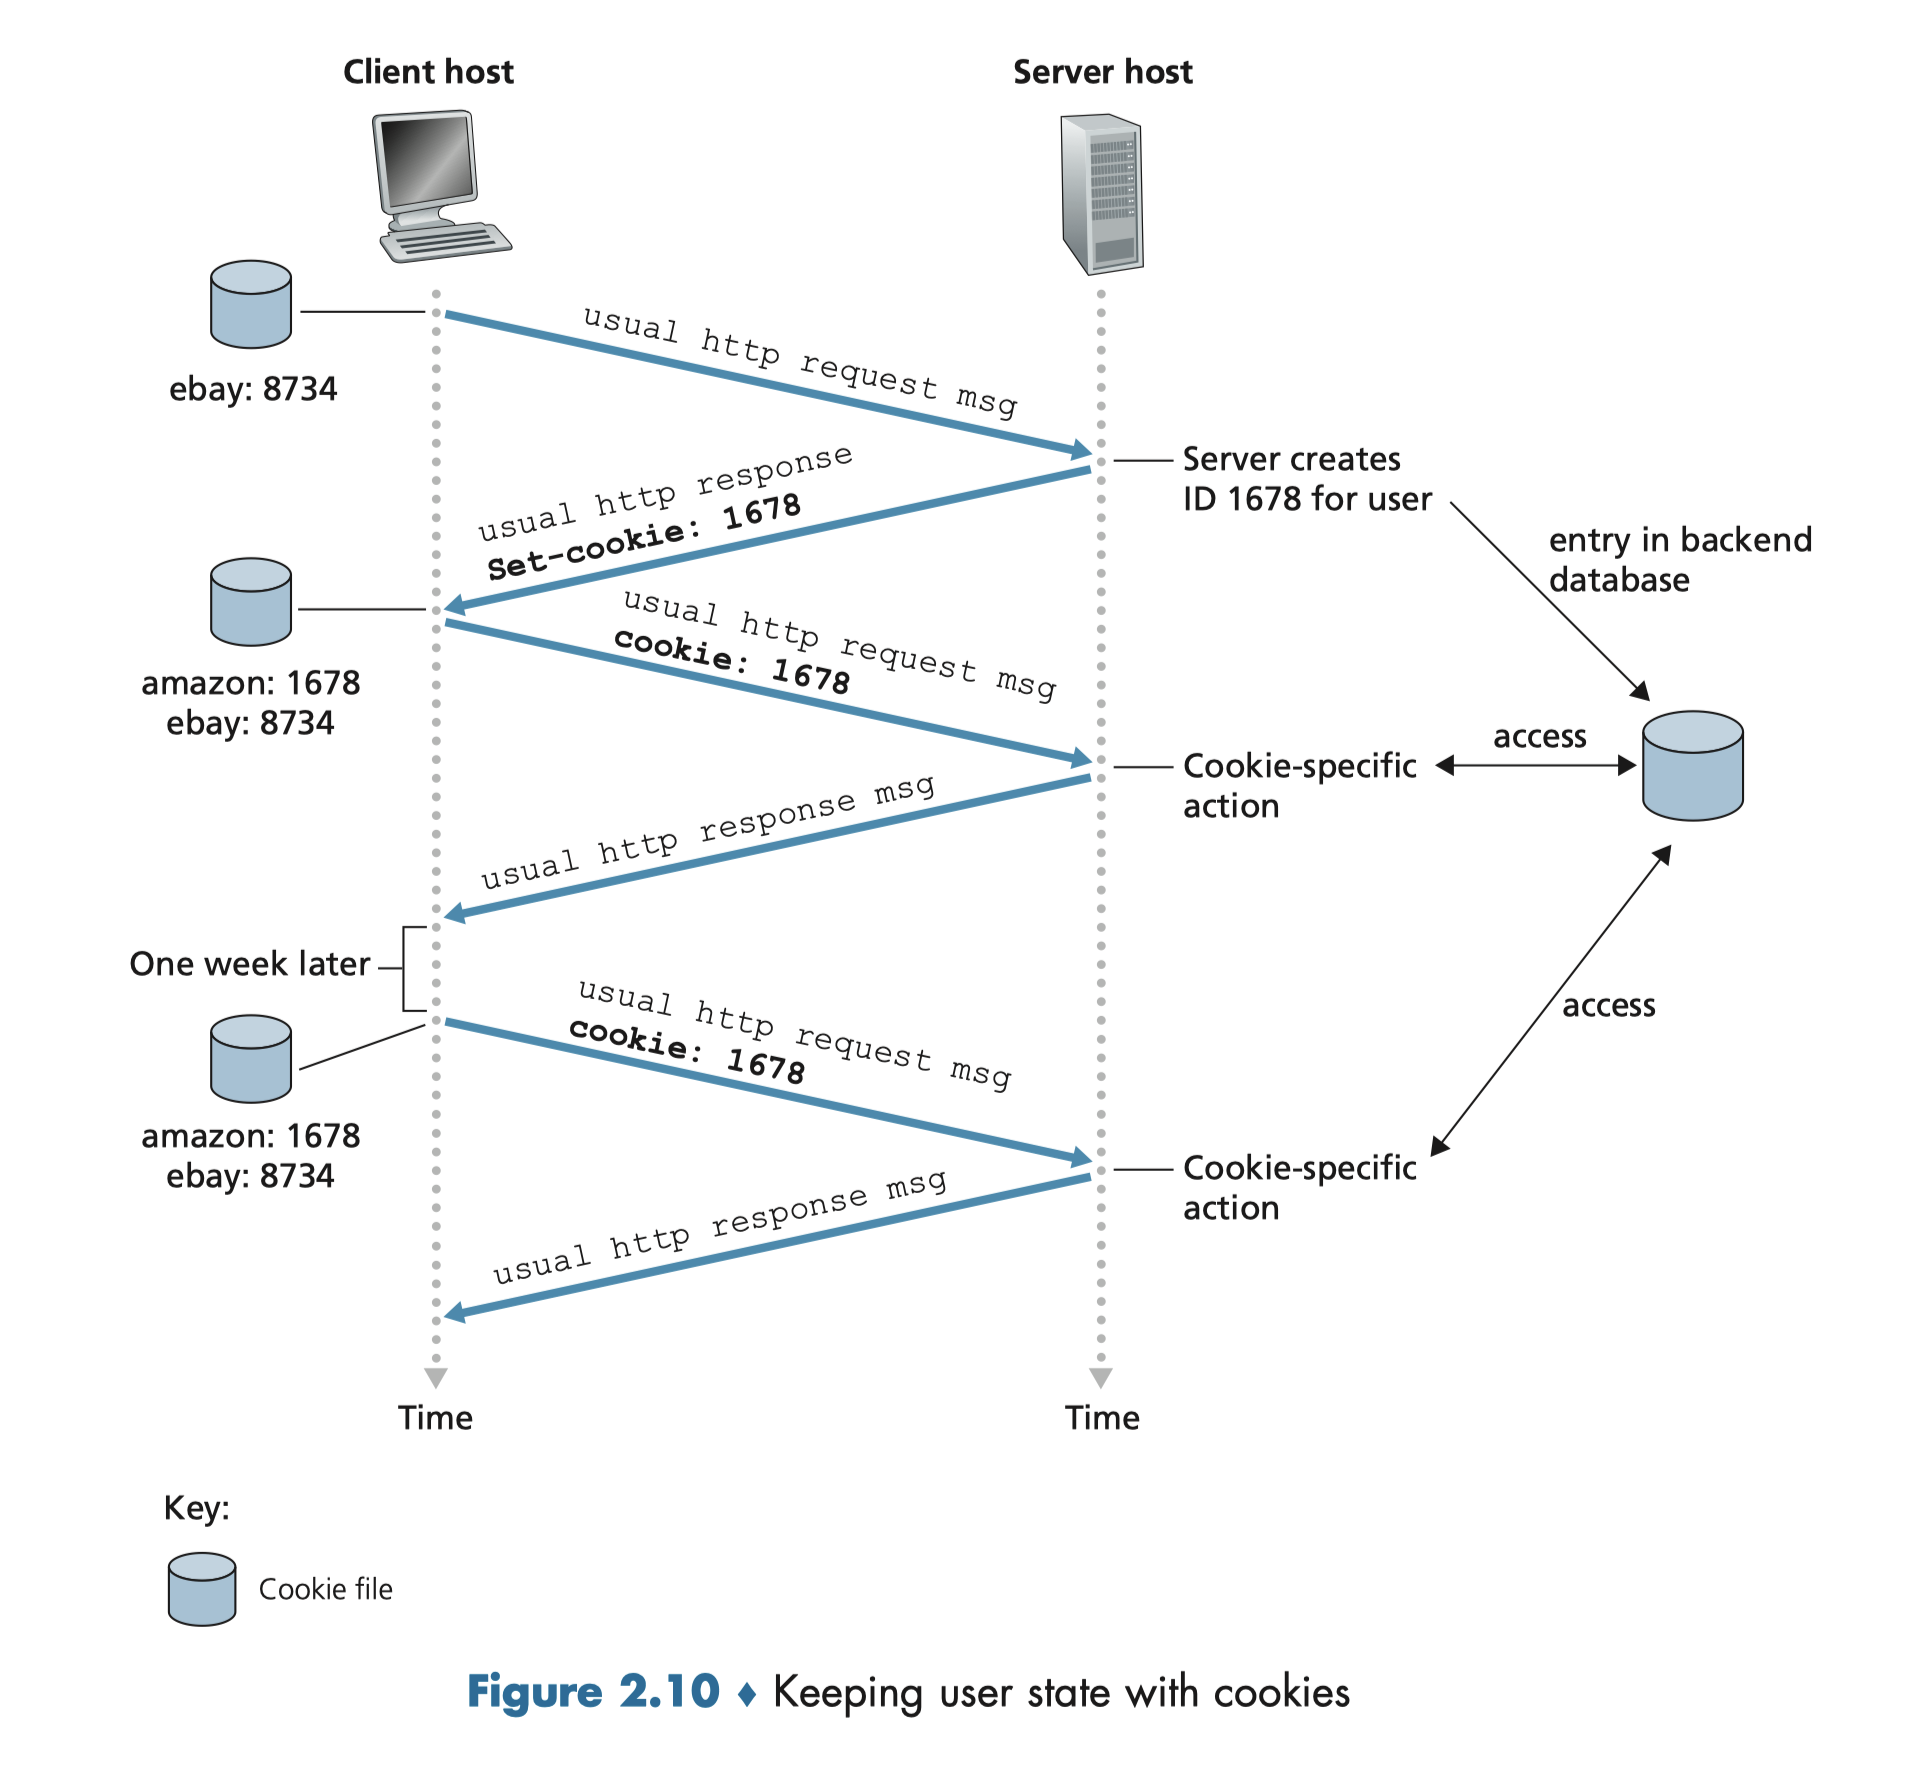 Client host
Server host
usual http request msg
ebay: 8734
Server creates
ID 1678 for user
usual http response
Set-cookie: 1678
entry in backend
database
usual http request msg
cookie: 1678
amazon: 1678
ebay: 8734
access
Cookie-specific
action
usual http response msg
One week later
usual http request msg
cookie: 1678
access
amazon: 1678
ebay: 8734
Cookie-specific
action
usual http response msg
Time
Time
Key:
Cookie file
Figure 2.10 ♦ Keeping user state with cookies